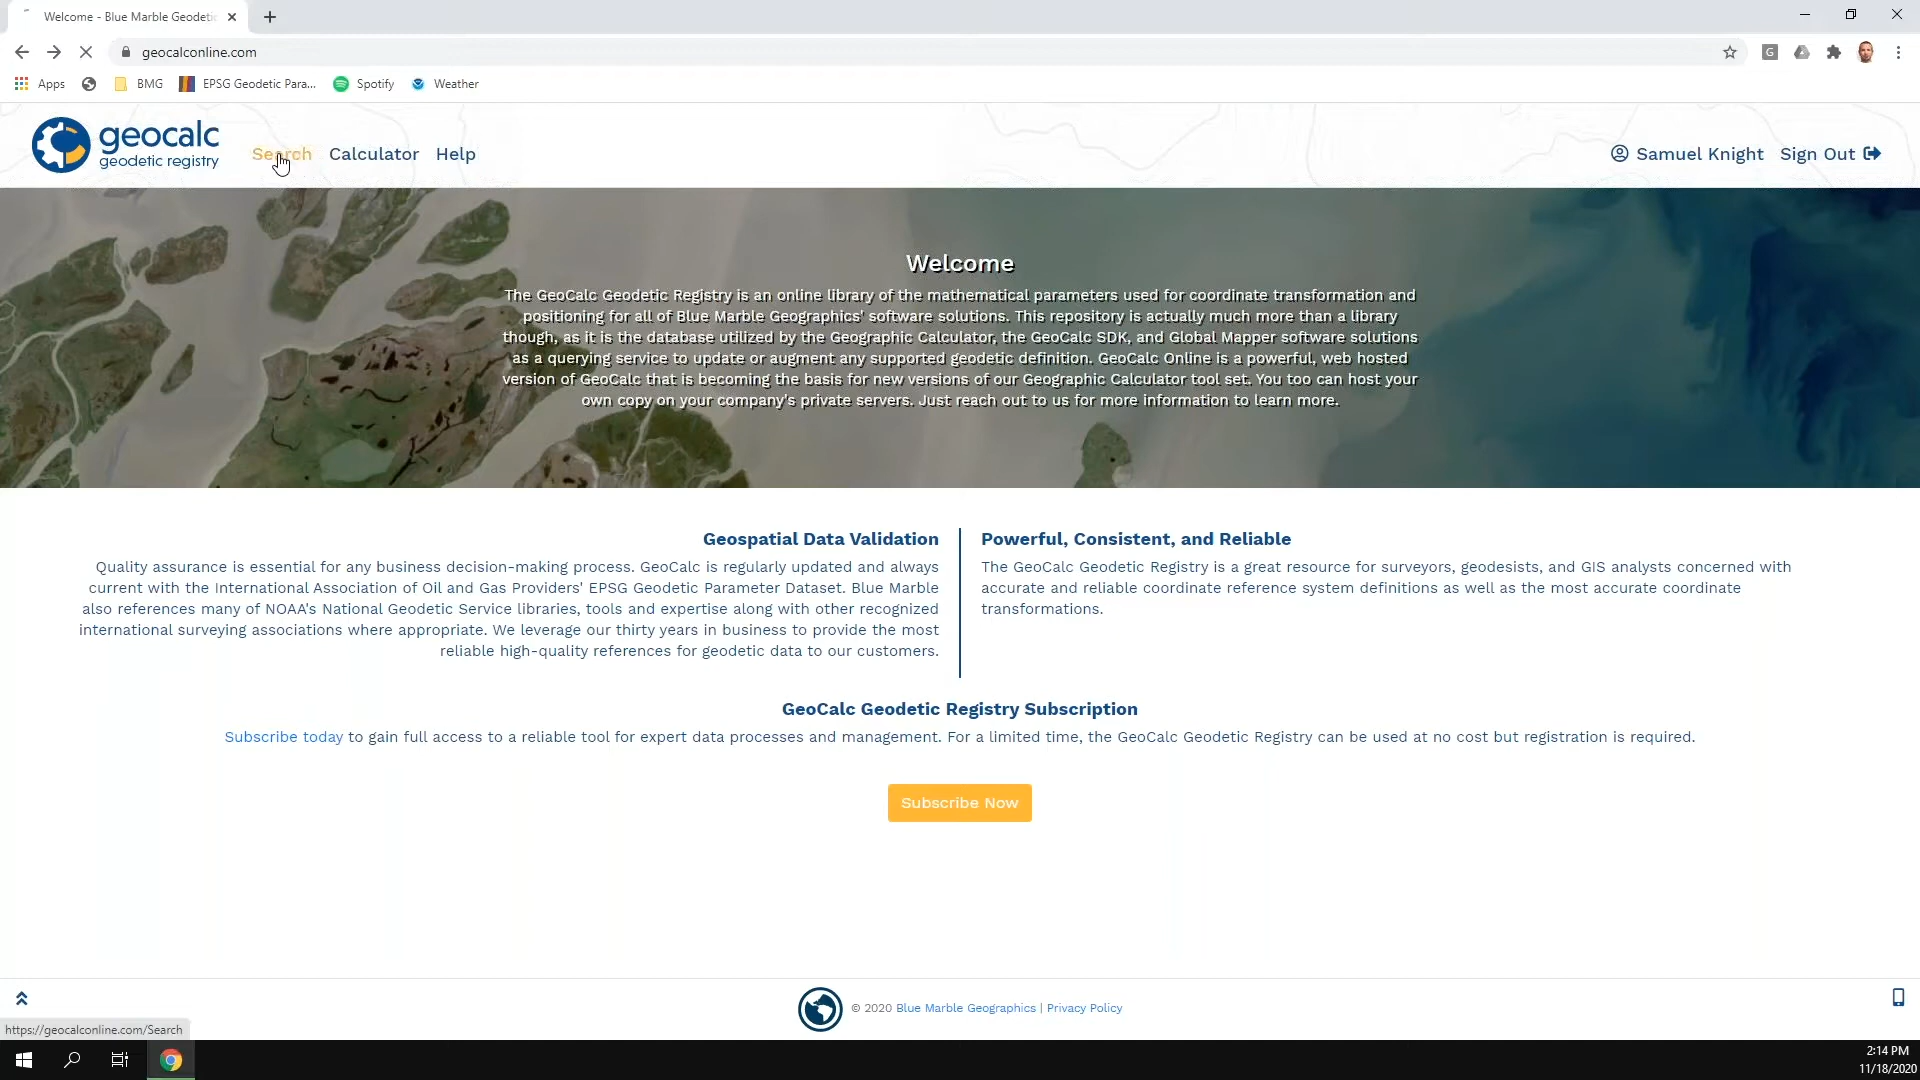 Welcome - Blue Marble Geodetic
geocalconline.com
Apps
BMG
EPSG Geodetic Para...
Spotify
Weather
geocalc
geodetic registry
Search
Calculator
Help
Samuel Knight
Sign Out
Welcome
The GeoCalc Geodetic Registry is an online library of the mathematical parameters used for coordinate transformation and
positioning for all of Blue Marble Geographics' software solutions. This repository is actually much more than a library
though, as it is the database utilized by the Geographic Calculator, the GeoCalc SDK, and Global Mapper software solutions
as a querying service to update or augment any supported geodetic definition. GeoCalc Online is a powerful, web hosted
version of GeoCalc that is becoming the basis for new versions of our Geographic Calculator tool set. You too can host your
own copy on your company's private servers. Just reach out to us for more information to learn more.
Geospatial Data Validation
Quality assurance is essential for any business decision-making process. GeoCalc is regularly updated and always
current with the International Association of Oil and Gas Providers' EPSG Geodetic Parameter Dataset. Blue Marble
also references many of NOAA's National Geodetic Service libraries, tools and expertise along with other recognized
international surveying associations where appropriate. We leverage our thirty years in business to provide the most
reliable high-quality references for geodetic data to our customers.
Powerful, Consistent, and Reliable
The GeoCalc Geodetic Registry is a great resource for surveyors, geodesists, and GIS analysts concerned with
accurate and reliable coordinate reference system definitions as well as the most accurate coordinate
transformations.
GeoCalc Geodetic Registry Subscription
Subscribe today to gain full access to a reliable tool for expert data processes and management. For a limited time, the GeoCalc Geodetic Registry can be used at no cost but registration is required.
Subscribe Now
© 2020 Blue Marble Geographics | Privacy Policy
https://geocalconline.com/Search
2:14 PM
11/18/2020